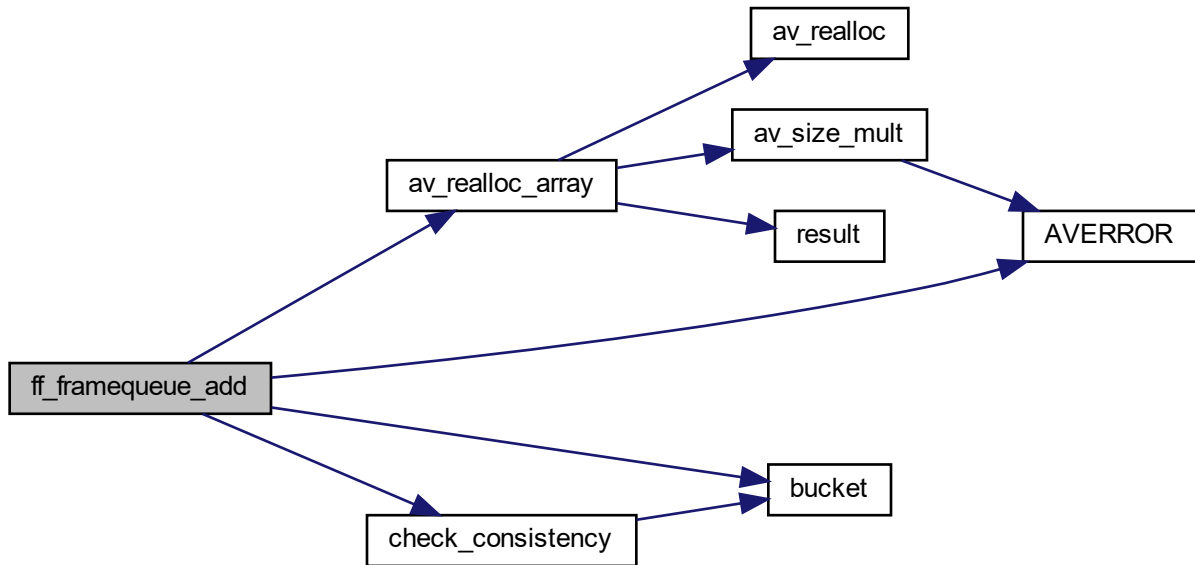 av_realloc
av_size_mult
av_realloc_array
result
AVERROR
ff_framequeue_add
bucket
check_consistency